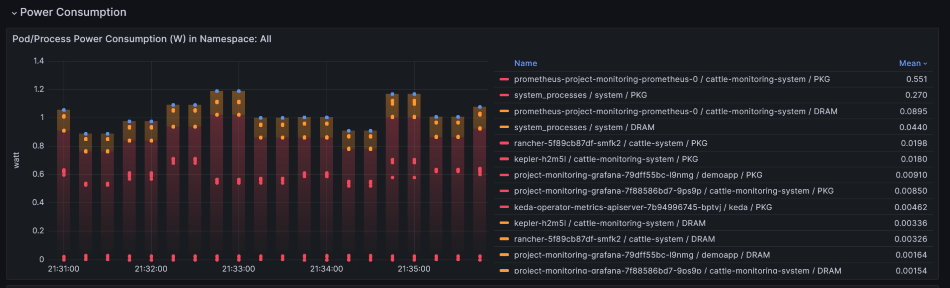 Power Consumption
Pod/Process Power Consumption (W) in Namespace: All
1.4
1.2
1
0.8
0.6
0.4
0.2
0
watt
21:31:00
21:32:00
21:33:00
21:34:00
21:35:00
Name Mean
prometheus-project-monitoring-prometheus-0 / cattle-monitoring-system / PKG 0.551
system_processes / system / PKG 0.270
prometheus-project-monitoring-prometheus-0 / cattle-monitoring-system / DRAM 0.0895
system_processes / system / DRAM 0.0440
rancher-5f89cb87df-smfk2 / cattle-system / PKG 0.0198
kepler-h2m5l / cattle-monitoring-system / PKG 0.0180
project-monitoring-grafana-79dff55bc-l9nmg / demoapp / PKG 0.00910
project-monitoring-grafana-7f88586bd7-9ps9p / cattle-monitoring-system / PKG 0.00850
keda-operator-metrics-apiserver-7b94996745-bptvj / keda / PKG 0.00462
kepler-h2m5l / cattle-monitoring-system / DRAM 0.00336
rancher-5f89cb87df-smfk2 / cattle-system / DRAM 0.00326
project-monitoring-grafana-79dff55bc-l9nmg / demoapp / DRAM 0.00164
project-monitoring-grafana-7f88586bd7-9ps9p / cattle-monitoring-system / DRAM 0.00154